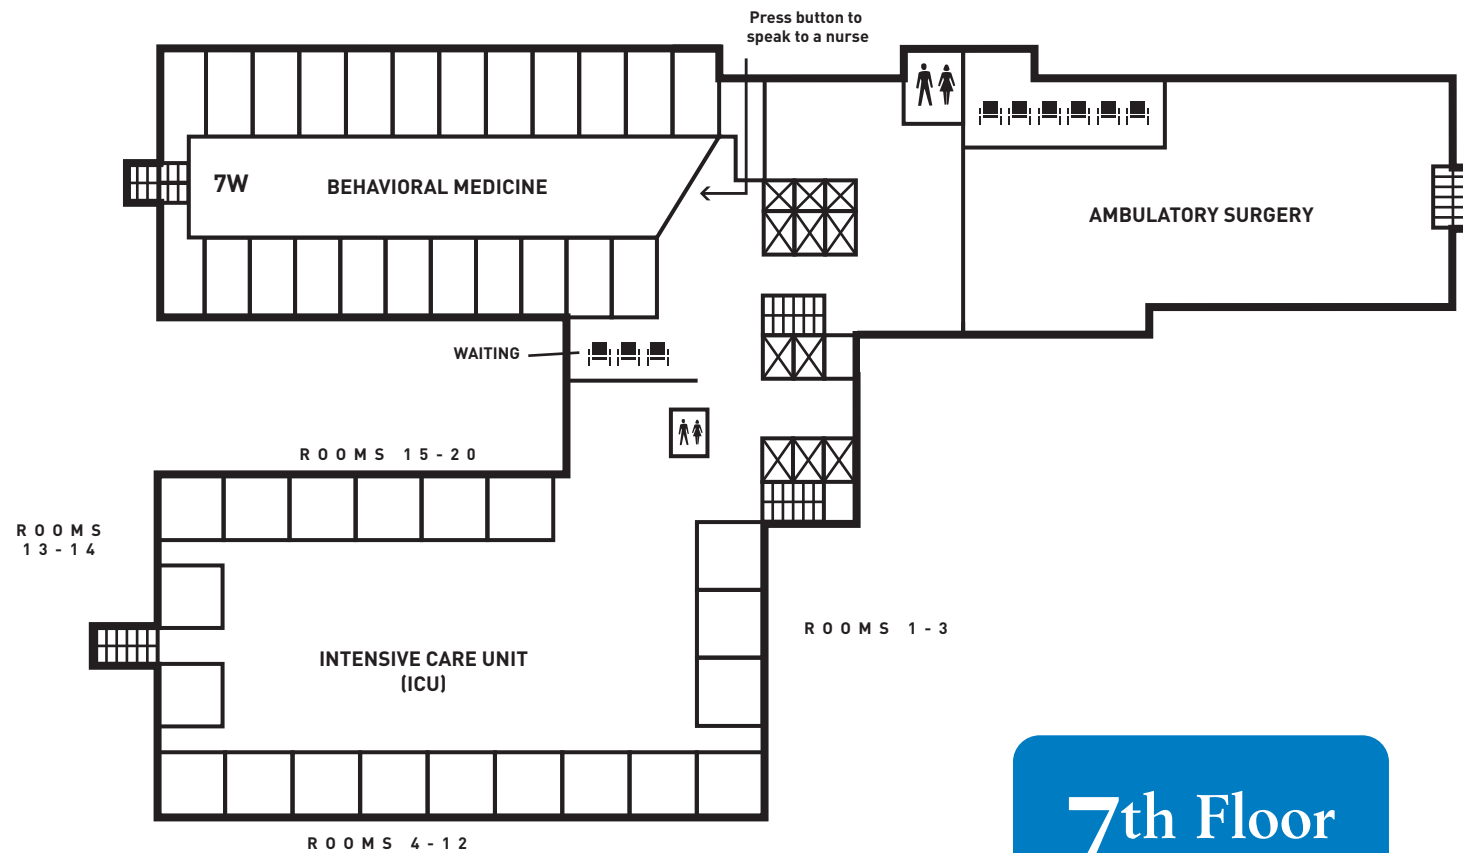 Press button to
speak to a nurse
7W
BEHAVIORAL MEDICINE
AMBULATORY SURGERY
WAITING
ROOMS 15-20
ROOMS
13-14
ROOMS 1-3
INTENSIVE CARE UNIT
(ICU)
ROOMS 4-12
7th Floor